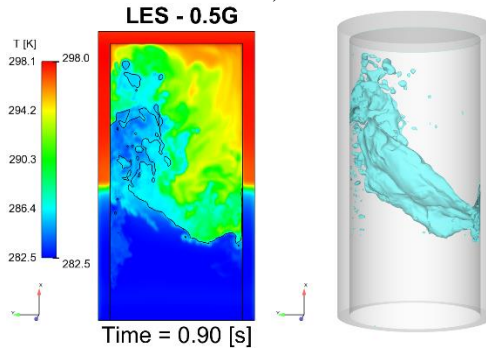 LES - 0.5G
T [K]
298.1
294.2
290.3
286.4
282.5
298.0
282.5
X
Y
X
Y
Time = 0.90 [s]